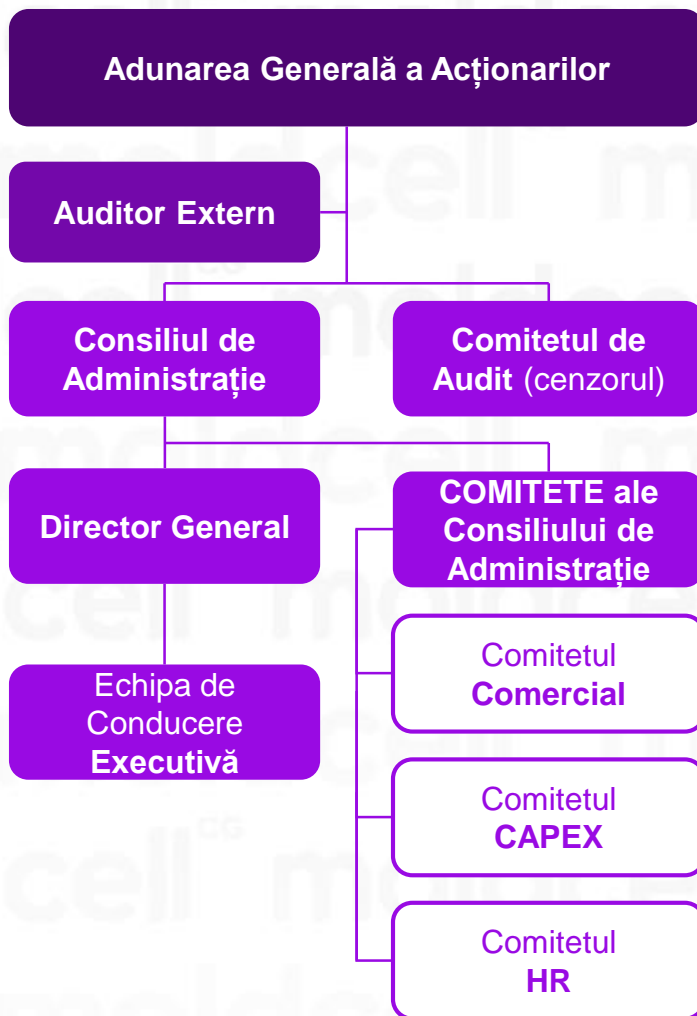 Adunarea Generală a Acționarilor
Auditor Extern
Consiliul de
Administrație
Comitetul de
Audit (cenzorul)
Director General
COMITETE ale
Consiliului de
Administrație
Echipa de
Conducere
Executivă
Comitetul
Comercial
Comitetul
CAPEX
Comitetul
HR